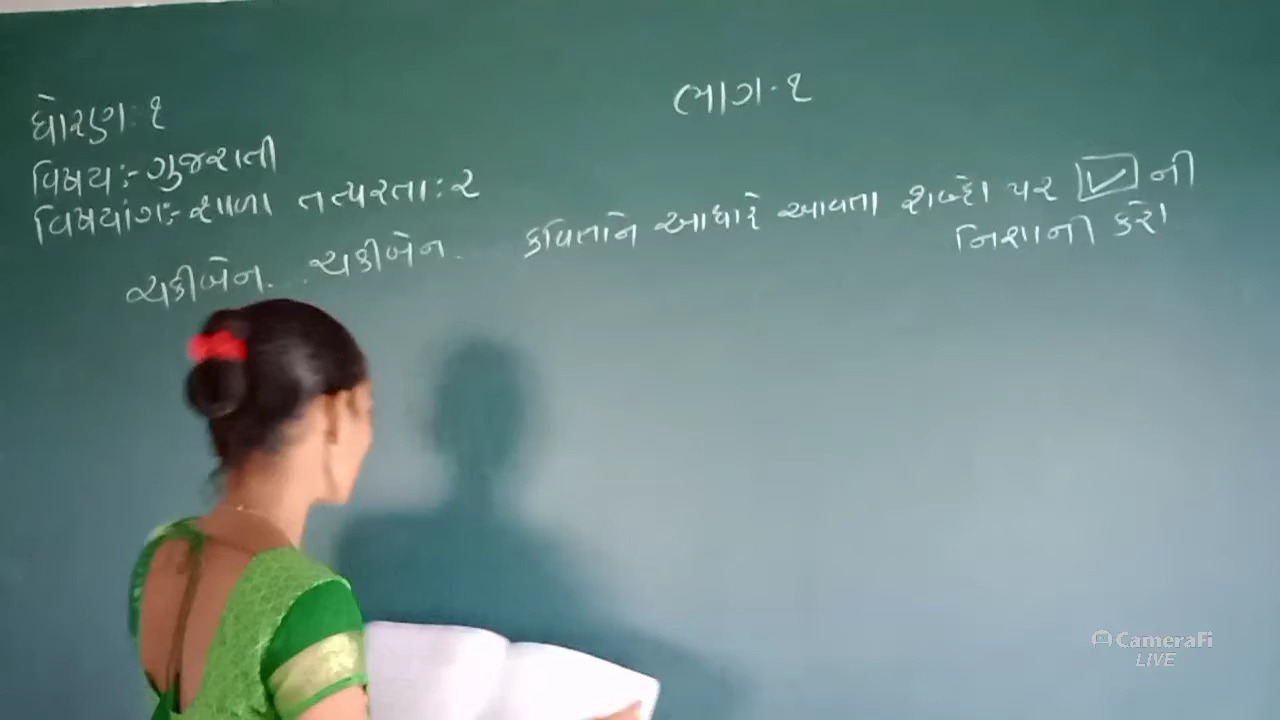 ભાગ-૧
ધોરણ:૧
વિષય:-ગુજરાતી
વિષયાંગ:-શાળા તત્પરતા:૨
ચકીબેન... ચકીબેન... કવિતાને આધારે આવતા શબ્દો પર ☑ ની
નિશાની કરો
CameraFi
LIVE